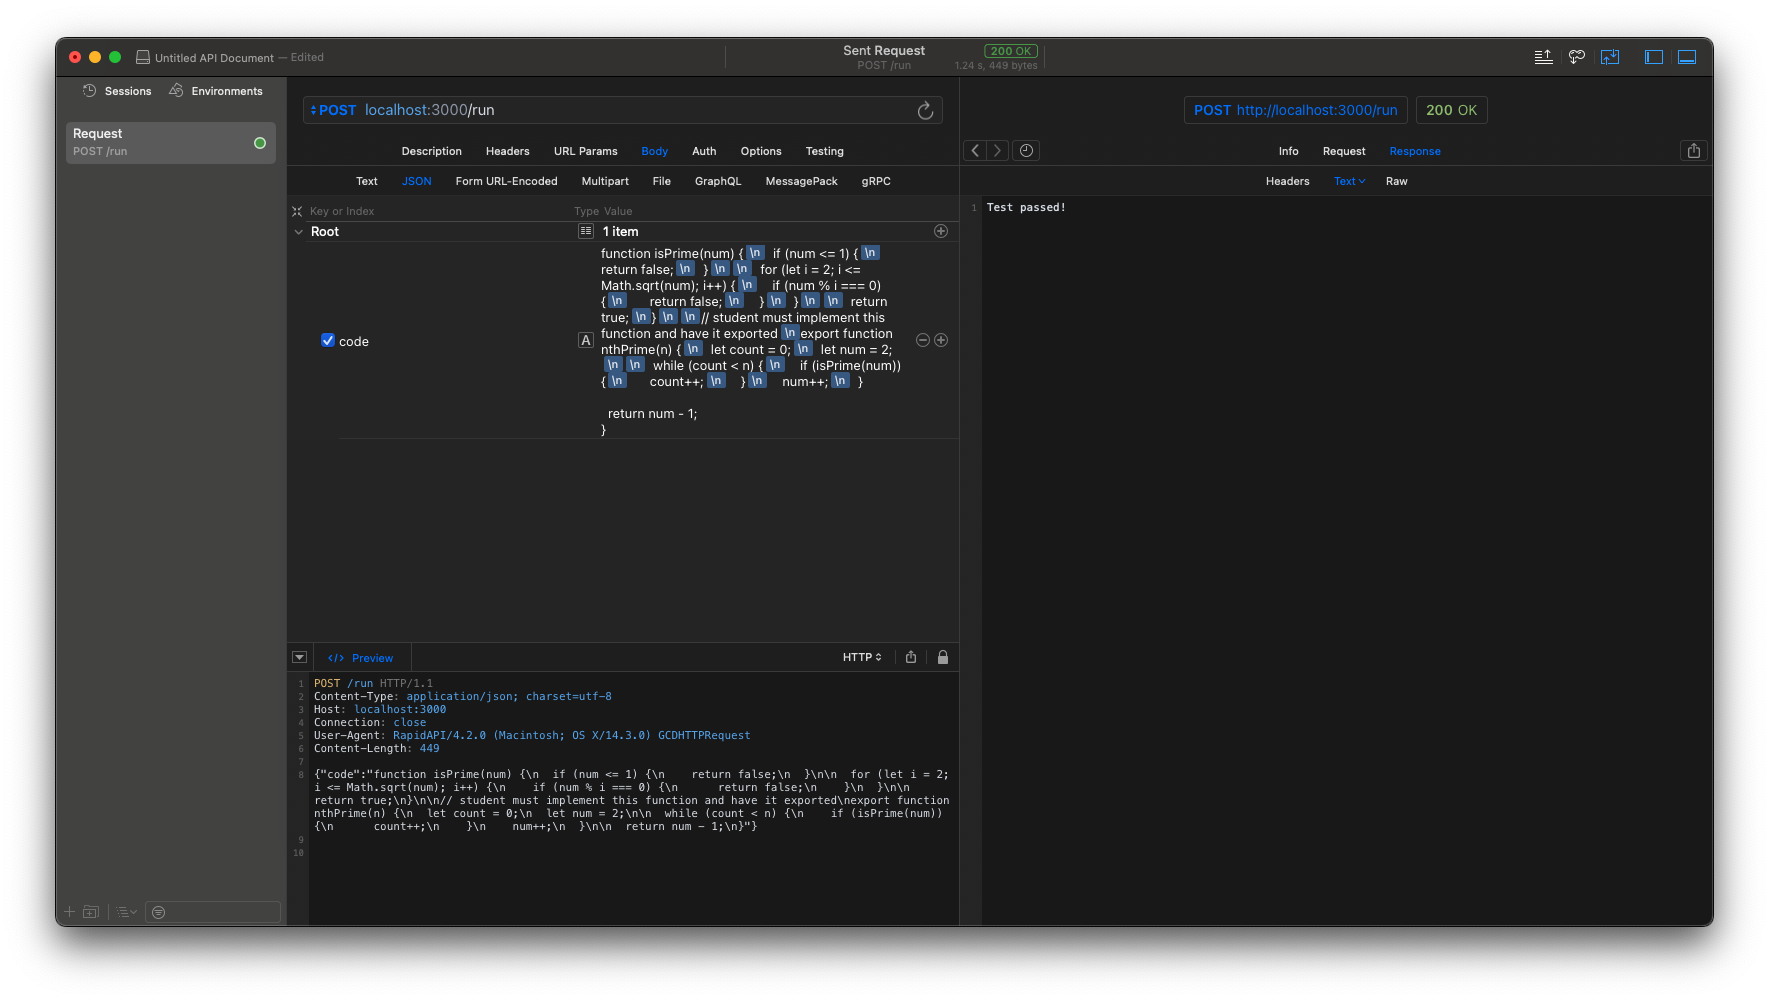 Untitled API Document — Edited
Sent Request
POST /run
200 OK
1.24 s, 449 bytes
Sessions
Environments
Request
POST /run
POST localhost:3000/run
Description Headers URL Params Body Auth Options Testing
Text JSON Form URL-Encoded Multipart File GraphQL MessagePack gRPC
Key or Index Type Value
Root 1 item
code
A
function isPrime(num) { \n if (num <= 1) { \n
return false; \n } \n \n for (let i = 2; i <=
Math.sqrt(num); i++) { \n if (num % i === 0)
{ \n return false; \n } \n } \n \n return
true; \n } \n \n // student must implement this
function and have it exported \n export function
nthPrime(n) { \n let count = 0; \n let num = 2;
\n \n while (count < n) { \n if (isPrime(num))
{ \n count++; \n } \n num++; \n }
return num - 1;
}
</> Preview
HTTP
1 POST /run HTTP/1.1
2 Content-Type: application/json; charset=utf-8
3 Host: localhost:3000
4 Connection: close
5 User-Agent: RapidAPI/4.2.0 (Macintosh; OS X/14.3.0) GCDHTTPRequest
6 Content-Length: 449
7
8 {"code":"function isPrime(num) {\n  if (num <= 1) {\n    return false;\n  }\n\n  for (let i = 2;
i <= Math.sqrt(num); i++) {\n    if (num % i === 0) {\n      return false;\n    }\n  }\n\n
return true;\n}\n\n// student must implement this function and have it exported\nexport function
nthPrime(n) {\n  let count = 0;\n  let num = 2;\n\n  while (count < n) {\n    if (isPrime(num))
{\n      count++;\n    }\n    num++;\n  }\n\n  return num - 1;\n}"}
9
10
POST http://localhost:3000/run
200 OK
Info Request Response
Headers Text Raw
1 Test passed!